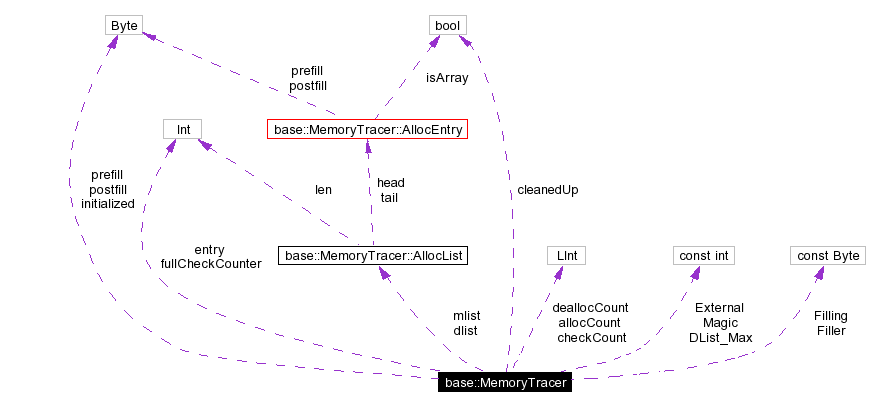 Byte
bool
prefill
postfill
isArray
Int
base::MemoryTracer::AllocEntry
prefill
postfill
initialized
len
head
tail
cleanedUp
entry
fullCheckCounter
base::MemoryTracer::AllocList
LInt
const int
const Byte
mlist
dlist
deallocCount
allocCount
checkCount
External
Magic
DList_Max
Filling
Filler
base::MemoryTracer